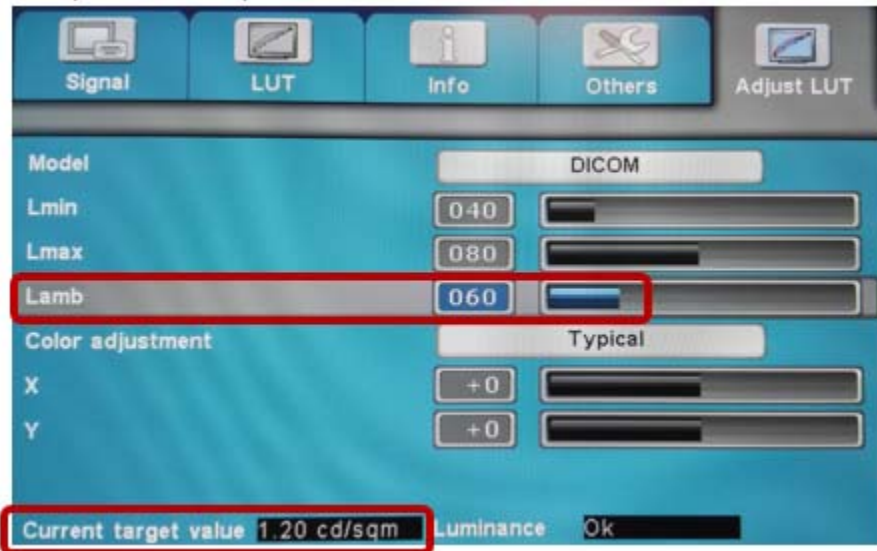 Signal LUT Info Others Adjust LUT
Model DICOM
Lmin 040
Lmax 080
Lamb 060
Color adjustment Typical
X +0
Y +0
Current target value 1.20 cd/sqm Luminance Ok